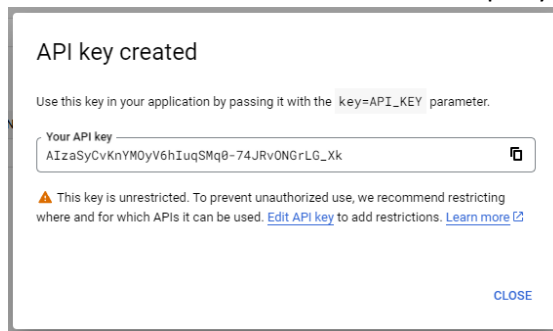 API key created
Use this key in your application by passing it with the key=API_KEY parameter.
Your API key
AIzaSyCvKnYMOyV6hIuqSMq0-74JRvONGrLG_Xk
This key is unrestricted. To prevent unauthorized use, we recommend restricting
where and for which APIs it can be used. Edit API key to add restrictions. Learn more
CLOSE